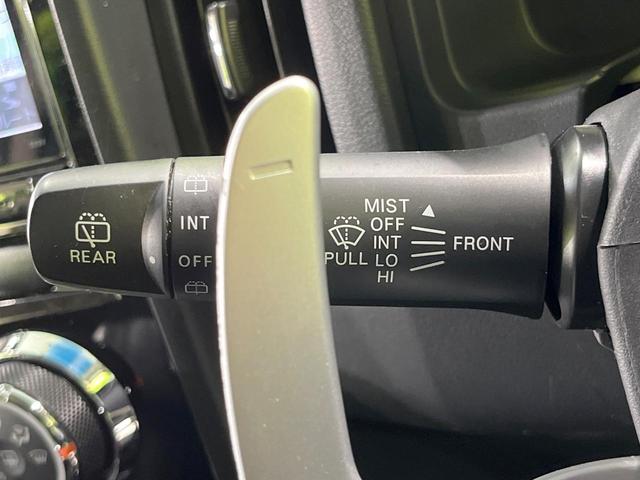 REAR
INT
OFF
PULL
MIST
OFF
INT
LO
HI
FRONT